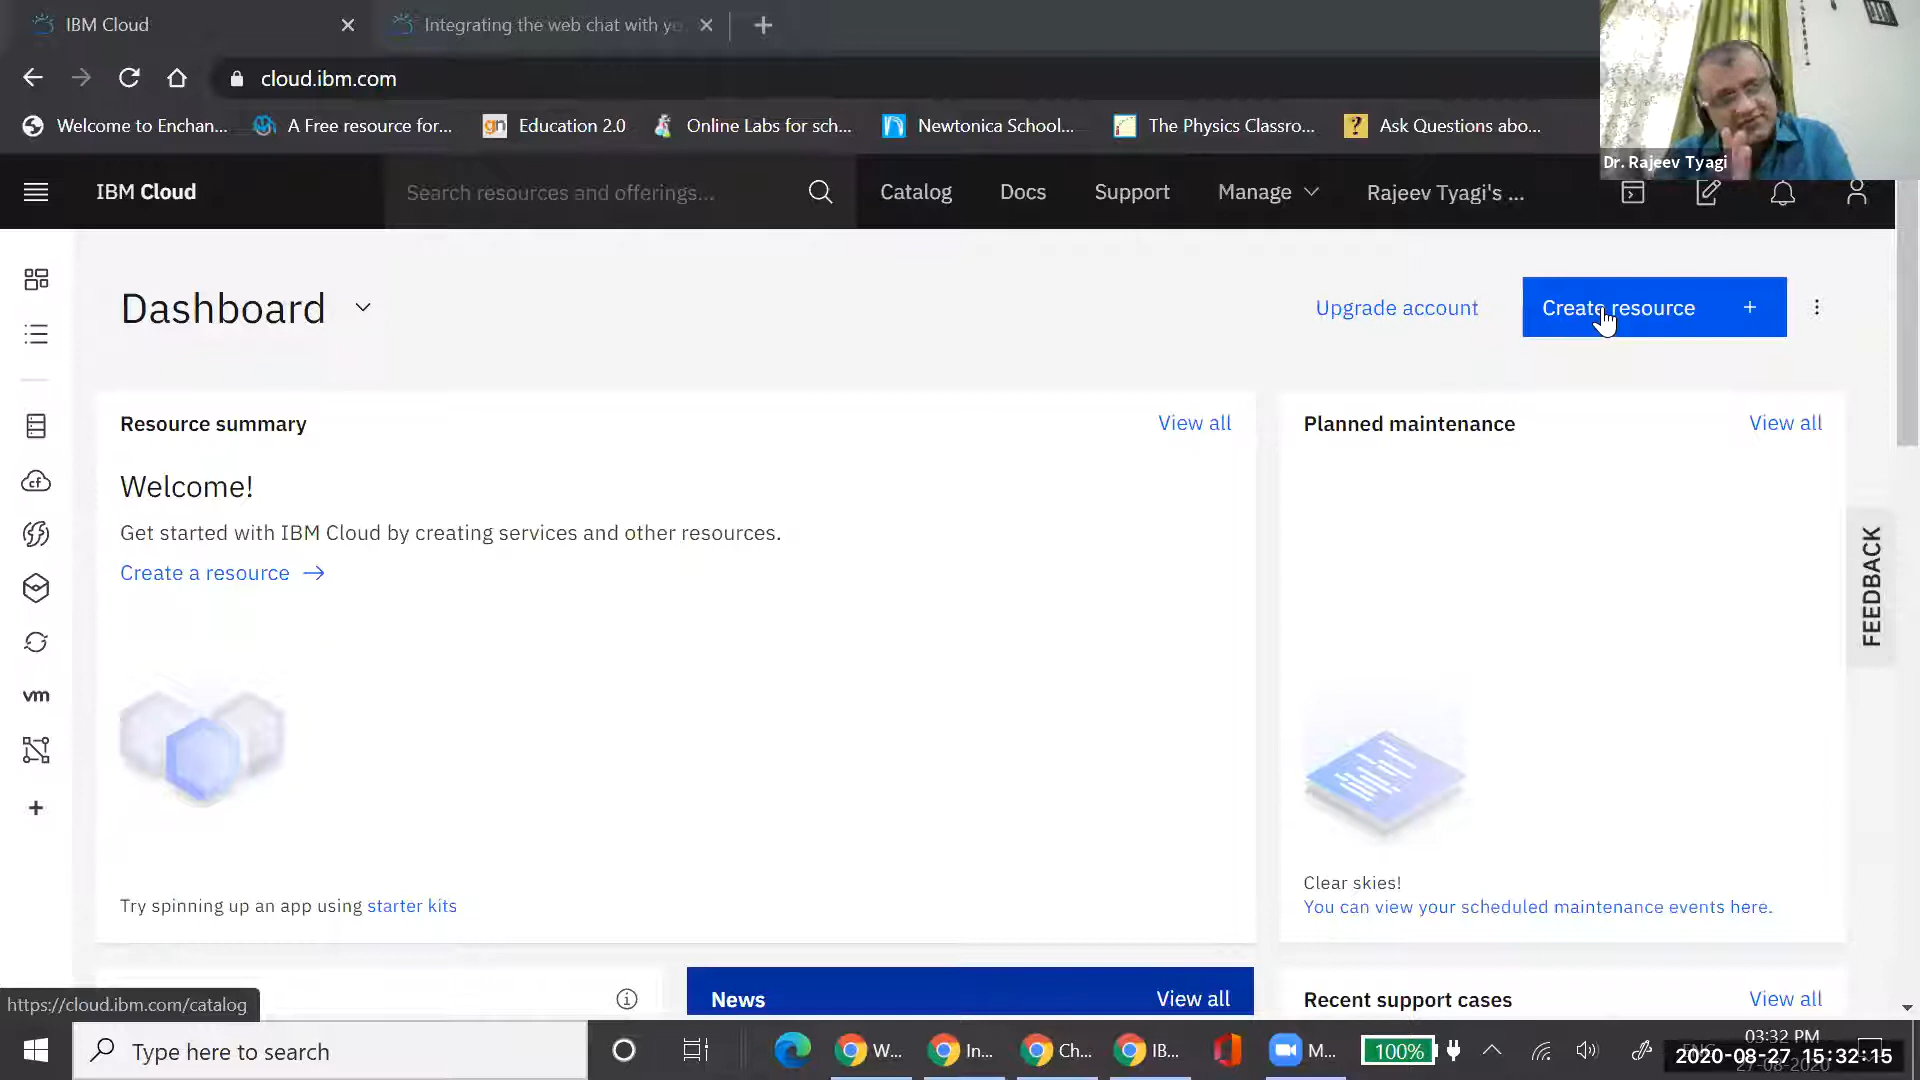 IBM Cloud
Integrating the web chat with yo
cloud.ibm.com
Welcome to Enchan...
A Free resource for...
gn Education 2.0
Online Labs for sch...
Newtonica School...
The Physics Classro...
? Ask Questions abo...
Dr. Rajeev Tyagi
IBM Cloud
Search resources and offerings...
Catalog
Docs
Support
Manage
Rajeev Tyagi's ...
Dashboard
Upgrade account
Create resource +
Resource summary
View all
Planned maintenance
View all
Welcome!
Get started with IBM Cloud by creating services and other resources.
Create a resource →
cf
vm
FEEDBACK
Try spinning up an app using starter kits
Clear skies!
You can view your scheduled maintenance events here.
https://cloud.ibm.com/catalog
News
View all
Recent support cases
View all
Type here to search
W...
In...
Ch...
IB...
M...
100%
03:32 PM
2020-08-27 15:32:15
27-08-2020